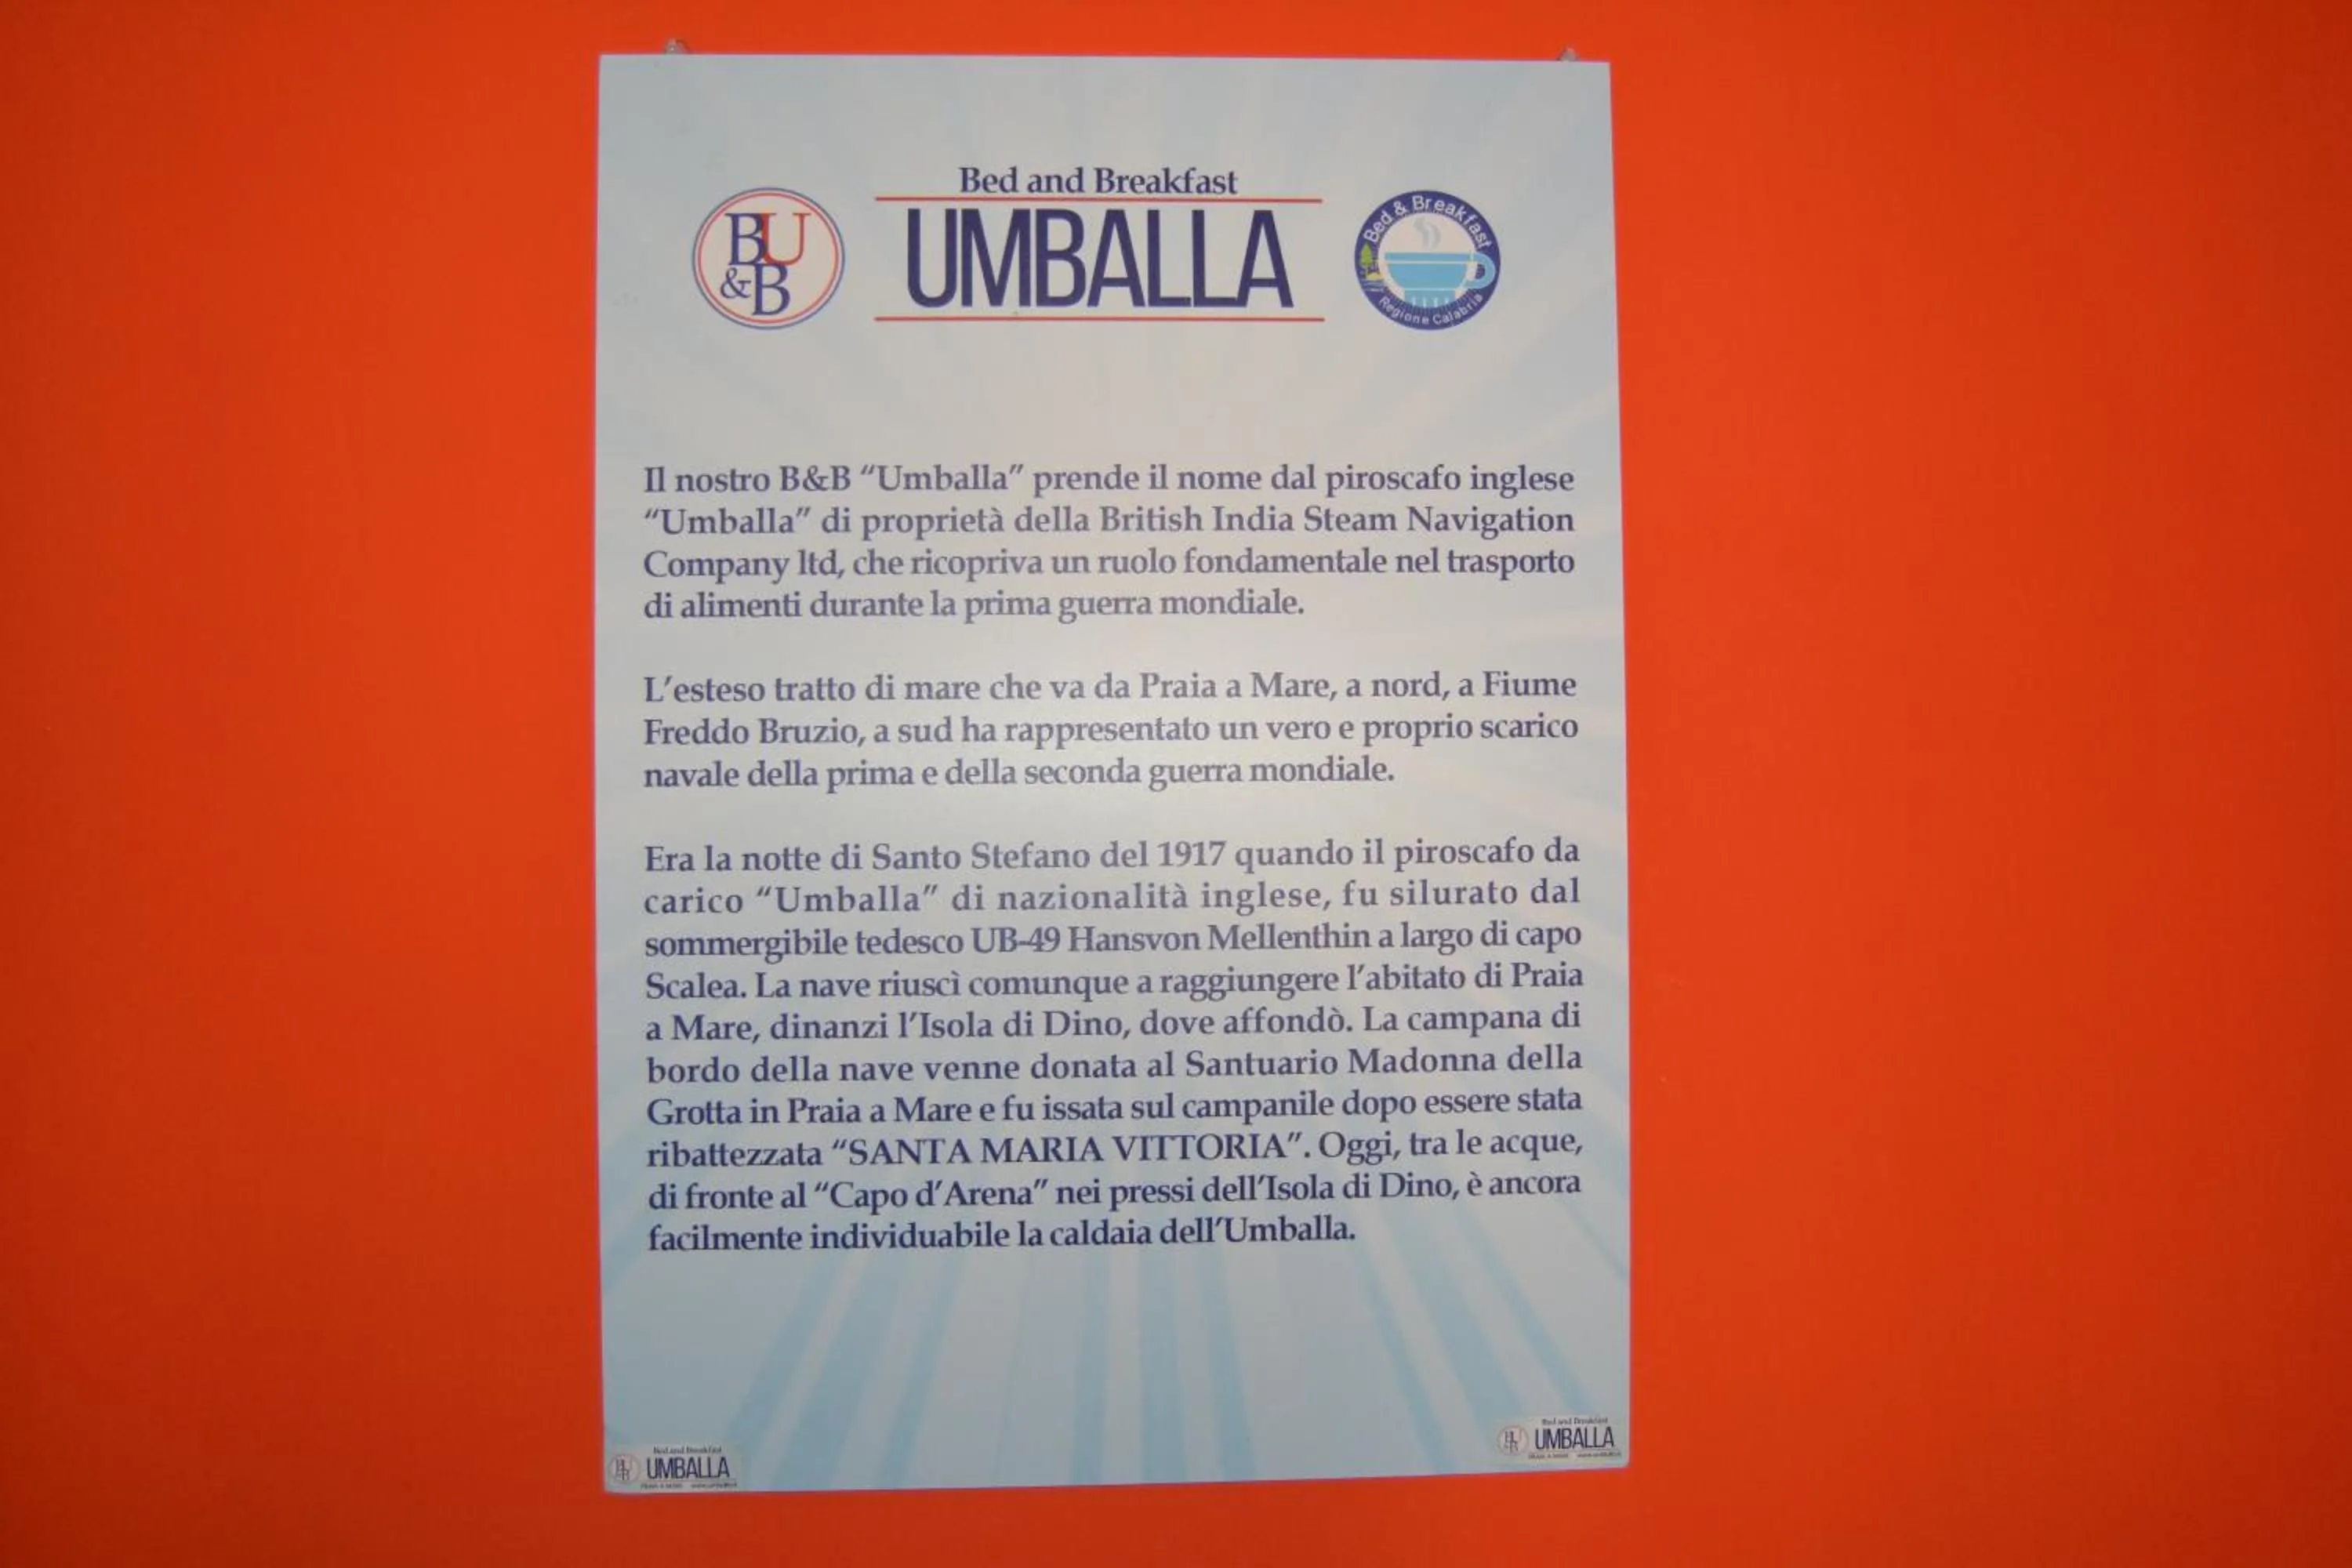 Bed and Breakfast
UMBALLA
BU
&B
Bed & Breakfast
Regione Calabria
Il nostro B&B “Umballa” prende il nome dal piroscafo inglese
“Umballa” di proprietà della British India Steam Navigation
Company ltd, che ricopriva un ruolo fondamentale nel trasporto
di alimenti durante la prima guerra mondiale.
L’esteso tratto di mare che va da Praia a Mare, a nord, a Fiume
Freddo Bruzio, a sud ha rappresentato un vero e proprio scarico
navale della prima e della seconda guerra mondiale.
Era la notte di Santo Stefano del 1917 quando il piroscafo da
carico “Umballa” di nazionalità inglese, fu silurato dal
sommergibile tedesco UB-49 Hansvon Mellenthin a largo di capo
Scalea. La nave riuscì comunque a raggiungere l’abitato di Praia
a Mare, dinanzi l’Isola di Dino, dove affondò. La campana di
bordo della nave venne donata al Santuario Madonna della
Grotta in Praia a Mare e fu issata sul campanile dopo essere stata
ribattezzata “SANTA MARIA VITTORIA”. Oggi, tra le acque,
di fronte al “Capo d’Arena” nei pressi dell’Isola di Dino, è ancora
facilmente individuabile la caldaia dell’Umballa.
Bed and Breakfast
UMBALLA
Bed and Breakfast
UMBALLA